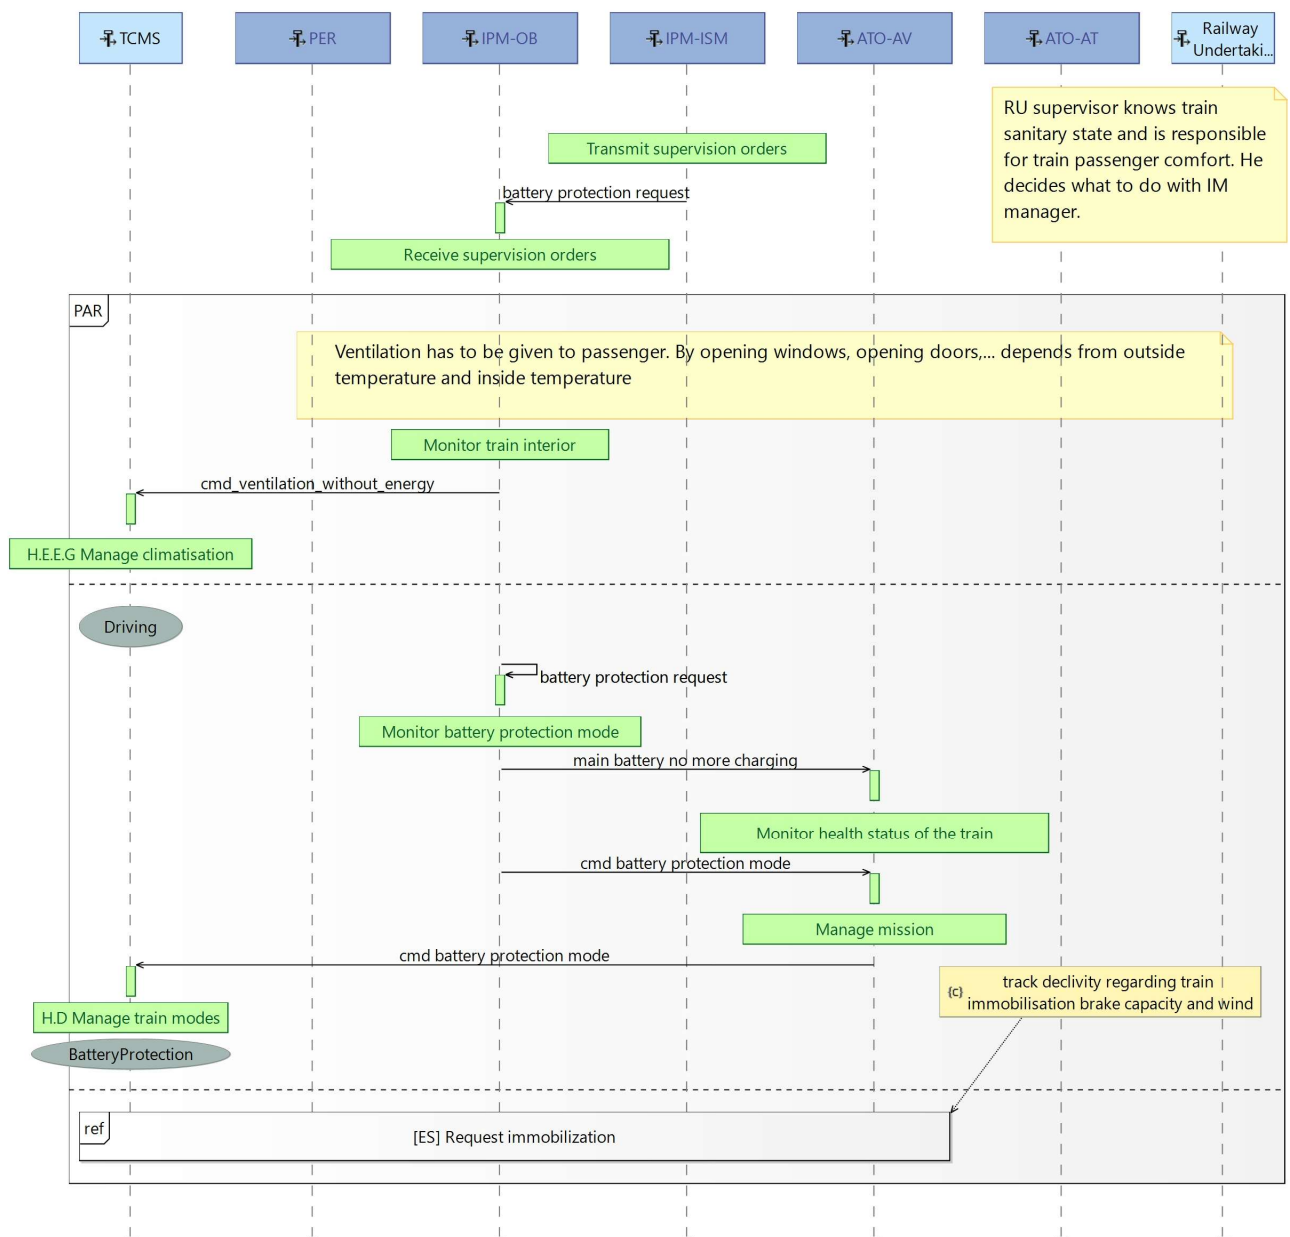 TCMS
PER
IPM-OB
IPM-ISM
ATO-AV
ATO-AT
Railway
Undertaki...
RU supervisor knows train
sanitary state and is responsible
for train passenger comfort. He
decides what to do with IM
manager.
Transmit supervision orders
battery protection request
Receive supervision orders
PAR
Ventilation has to be given to passenger. By opening windows, opening doors,... depends from outside
temperature and inside temperature
Monitor train interior
cmd_ventilation_without_energy
H.E.E.G Manage climatisation
Driving
battery protection request
Monitor battery protection mode
main battery no more charging
Monitor health status of the train
cmd battery protection mode
Manage mission
cmd battery protection mode
{c}
track declivity regarding train
immobilisation brake capacity and wind
H.D Manage train modes
BatteryProtection
ref
[ES] Request immobilization